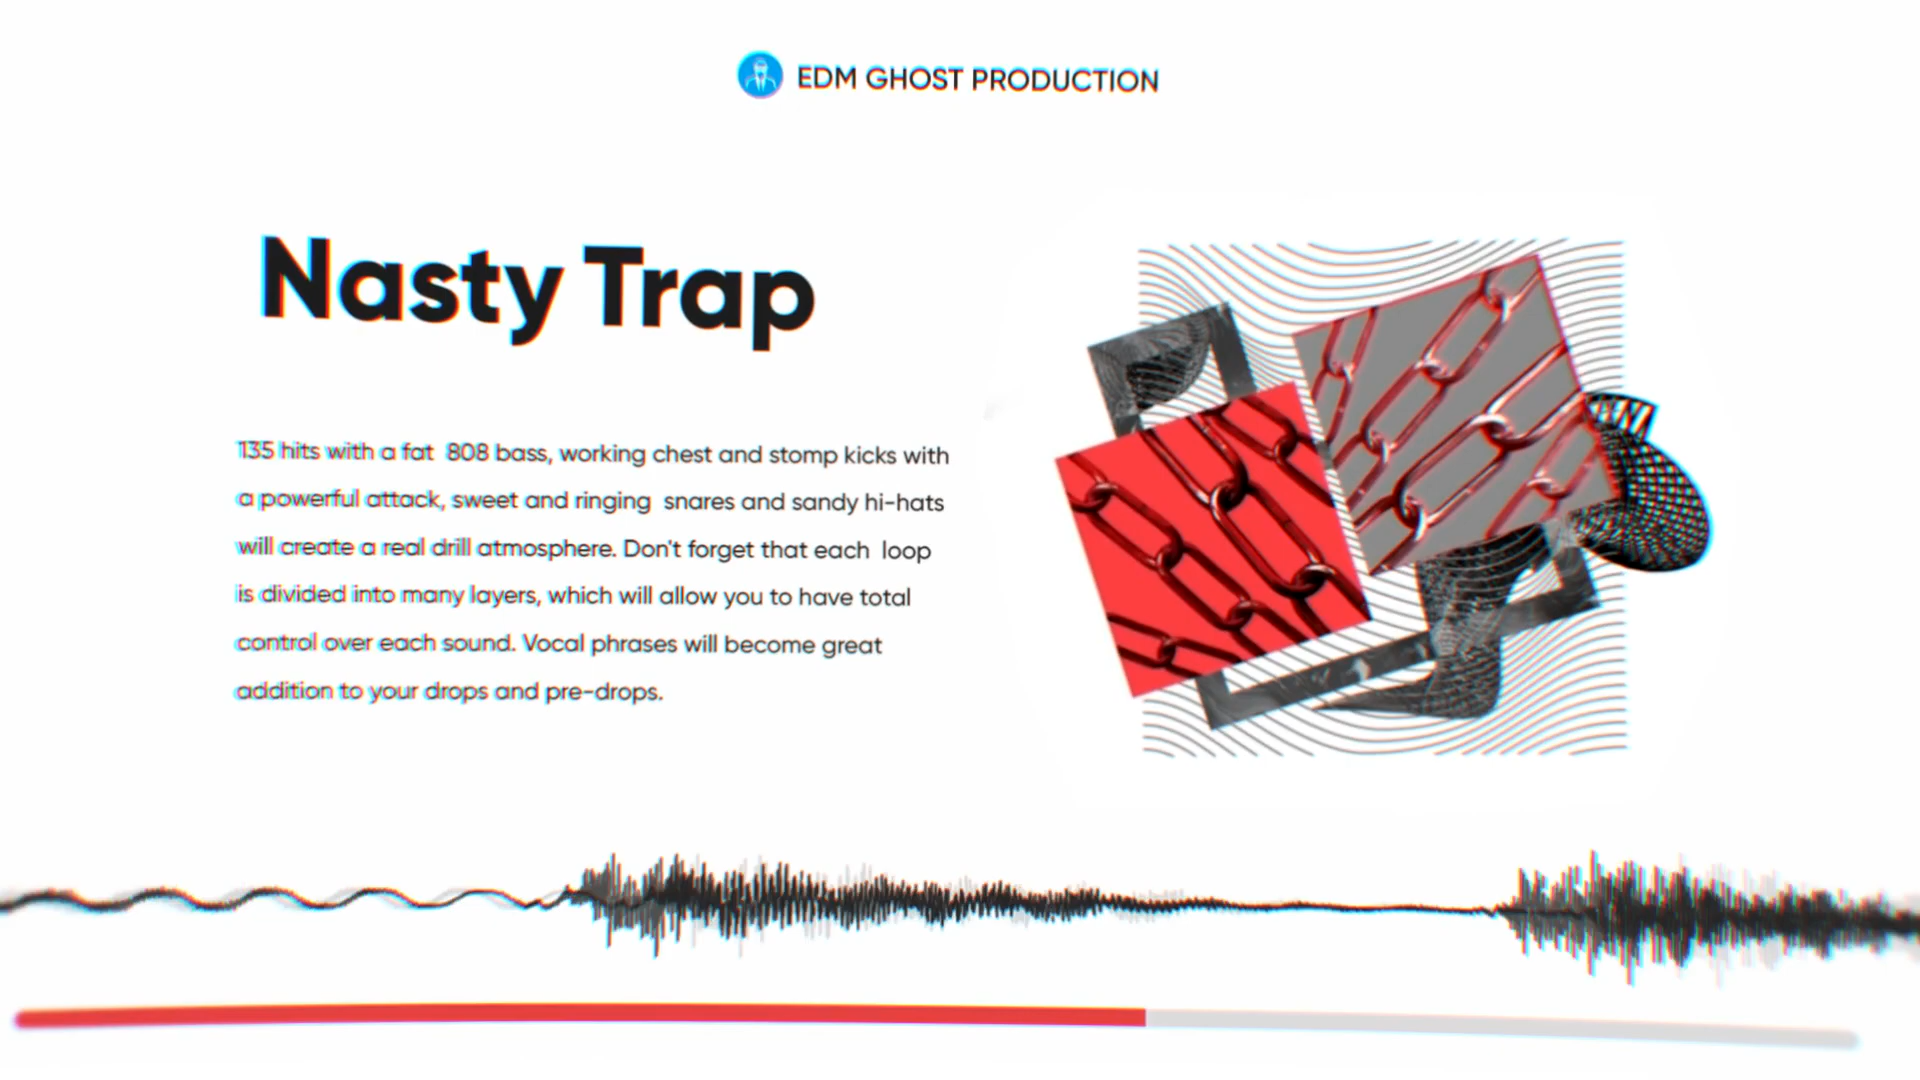 EDM GHOST PRODUCTION
Nasty Trap
135 hits with a fat 808 bass, working chest and stomp kicks with
a powerful attack, sweet and ringing snares and sandy hi-hats
will create a real drill atmosphere. Don't forget that each loop
is divided into many layers, which will allow you to have total
control over each sound. Vocal phrases will become great
addition to your drops and pre-drops.